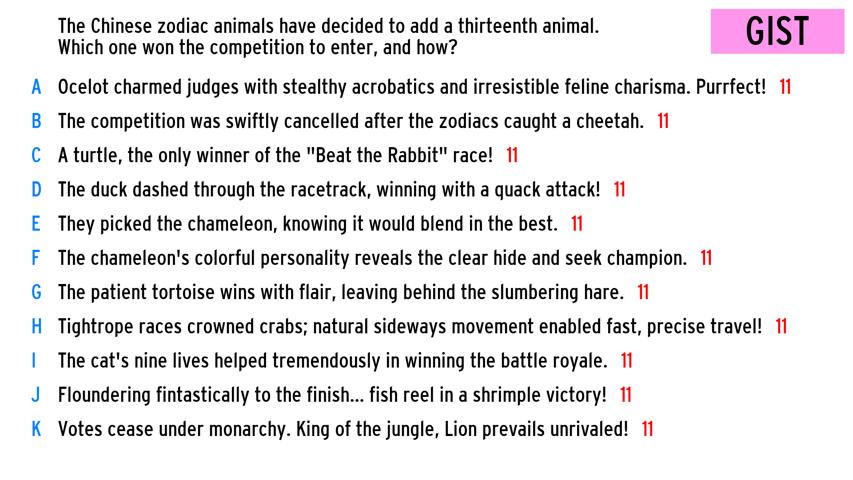 The Chinese zodiac animals have decided to add a thirteenth animal.
Which one won the competition to enter, and how?
GIST
A Ocelot charmed judges with stealthy acrobatics and irresistible feline charisma. Purrfect! 11
B The competition was swiftly cancelled after the zodiacs caught a cheetah. 11
C A turtle, the only winner of the "Beat the Rabbit" race! 11
D The duck dashed through the racetrack, winning with a quack attack! 11
E They picked the chameleon, knowing it would blend in the best. 11
F The chameleon's colorful personality reveals the clear hide and seek champion. 11
G The patient tortoise wins with flair, leaving behind the slumbering hare. 11
H Tightrope races crowned crabs; natural sideways movement enabled fast, precise travel! 11
I The cat's nine lives helped tremendously in winning the battle royale. 11
J Floundering fintastically to the finish... fish reel in a shrimple victory! 11
K Votes cease under monarchy. King of the jungle, Lion prevails unrivaled! 11